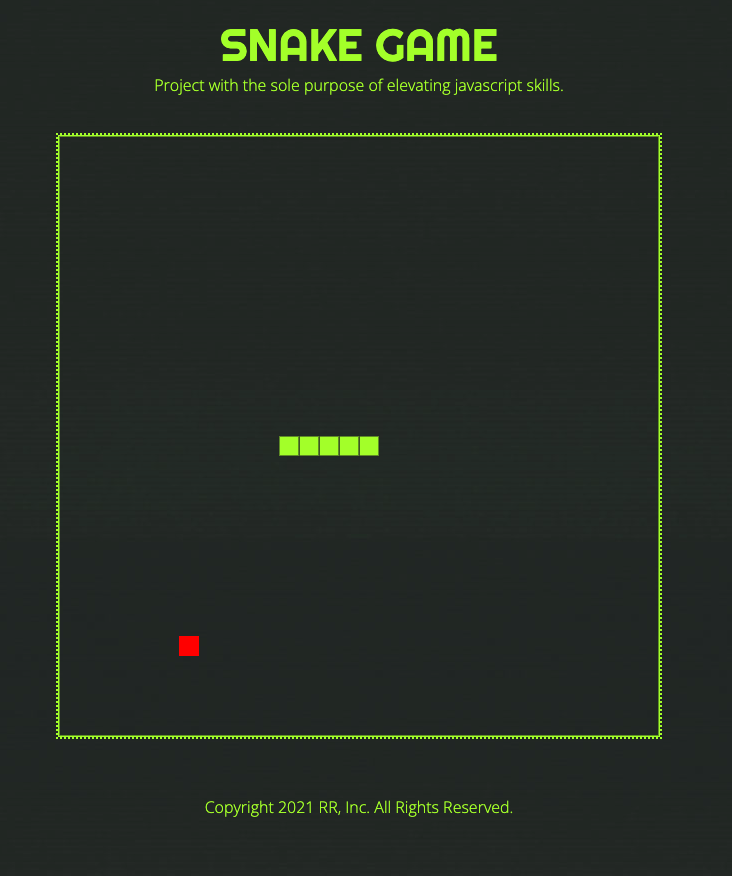 SNAKE GAME
Project with the sole purpose of elevating javascript skills.
Copyright 2021 RR, Inc. All Rights Reserved.